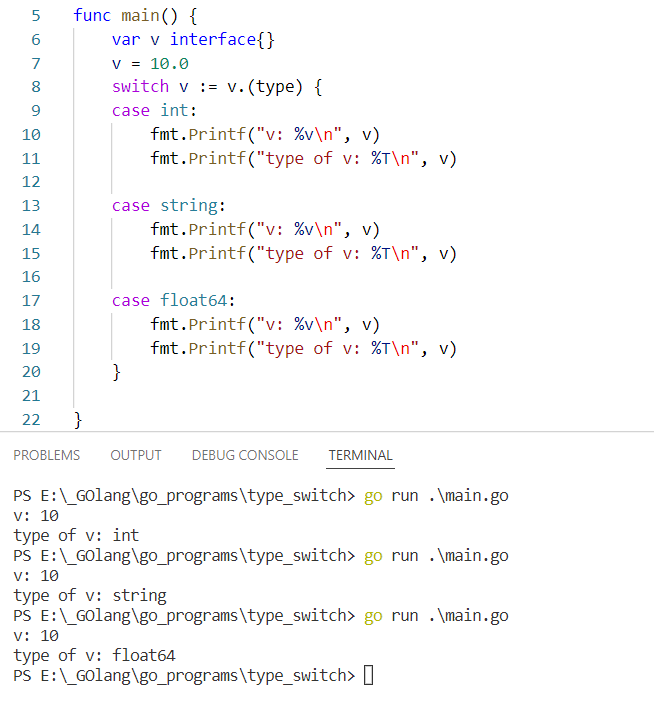 5 func main() {
6 var v interface{}
7 v = 10.0
8 switch v := v.(type) {
9 case int:
10 fmt.Printf("v: %v\n", v)
11 fmt.Printf("type of v: %T\n", v)
12
13 case string:
14 fmt.Printf("v: %v\n", v)
15 fmt.Printf("type of v: %T\n", v)
16
17 case float64:
18 fmt.Printf("v: %v\n", v)
19 fmt.Printf("type of v: %T\n", v)
20 }
21
22 }
PROBLEMS OUTPUT DEBUG CONSOLE TERMINAL
PS E:\_GOlang\go_programs\type_switch> go run .\main.go
v: 10
type of v: int
PS E:\_GOlang\go_programs\type_switch> go run .\main.go
v: 10
type of v: string
PS E:\_GOlang\go_programs\type_switch> go run .\main.go
v: 10
type of v: float64
PS E:\_GOlang\go_programs\type_switch>